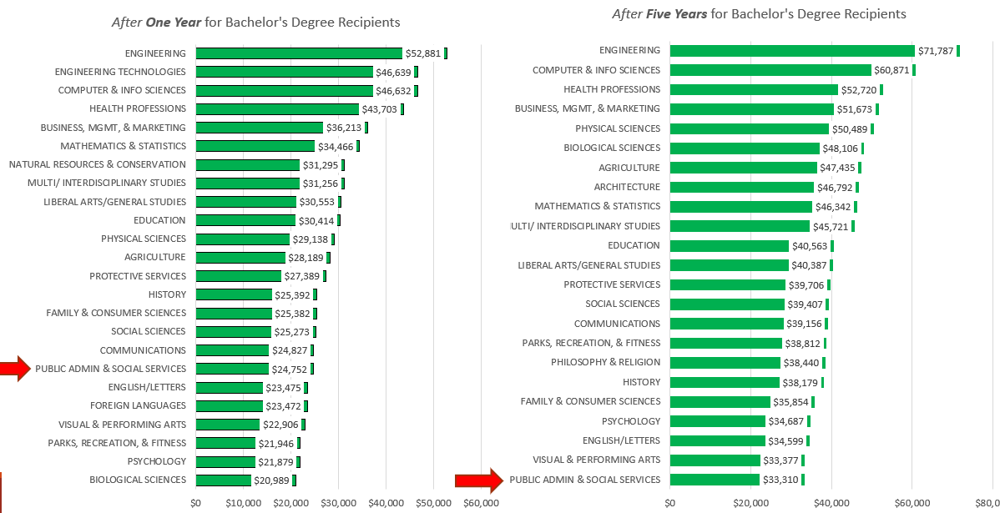 After One Year for Bachelor's Degree Recipients
ENGINEERING $52,881
ENGINEERING TECHNOLOGIES $46,639
COMPUTER & INFO SCIENCES $46,632
HEALTH PROFESSIONS $43,703
BUSINESS, MGMT, & MARKETING $36,213
MATHEMATICS & STATISTICS $34,466
NATURAL RESOURCES & CONSERVATION $31,295
MULTI/ INTERDISCIPLINARY STUDIES $31,256
LIBERAL ARTS/GENERAL STUDIES $30,553
EDUCATION $30,414
PHYSICAL SCIENCES $29,138
AGRICULTURE $28,189
PROTECTIVE SERVICES $27,389
HISTORY $25,392
FAMILY & CONSUMER SCIENCES $25,382
SOCIAL SCIENCES $25,273
COMMUNICATIONS $24,827
PUBLIC ADMIN & SOCIAL SERVICES $24,752
ENGLISH/LETTERS $23,475
FOREIGN LANGUAGES $23,472
VISUAL & PERFORMING ARTS $22,906
PARKS, RECREATION, & FITNESS $21,946
PSYCHOLOGY $21,879
BIOLOGICAL SCIENCES $20,989
$0 $10,000 $20,000 $30,000 $40,000 $50,000 $60,000
After Five Years for Bachelor's Degree Recipients
ENGINEERING $71,787
COMPUTER & INFO SCIENCES $60,871
HEALTH PROFESSIONS $52,720
BUSINESS, MGMT, & MARKETING $51,673
PHYSICAL SCIENCES $50,489
BIOLOGICAL SCIENCES $48,106
AGRICULTURE $47,435
ARCHITECTURE $46,792
MATHEMATICS & STATISTICS $46,342
ULTI/ INTERDISCIPLINARY STUDIES $45,721
EDUCATION $40,563
LIBERAL ARTS/GENERAL STUDIES $40,387
PROTECTIVE SERVICES $39,706
SOCIAL SCIENCES $39,407
COMMUNICATIONS $39,156
PARKS, RECREATION, & FITNESS $38,812
PHILOSOPHY & RELIGION $38,440
HISTORY $38,179
FAMILY & CONSUMER SCIENCES $35,854
PSYCHOLOGY $34,687
ENGLISH/LETTERS $34,599
VISUAL & PERFORMING ARTS $33,377
PUBLIC ADMIN & SOCIAL SERVICES $33,310
$0 $20,000 $40,000 $60,000 $80,0